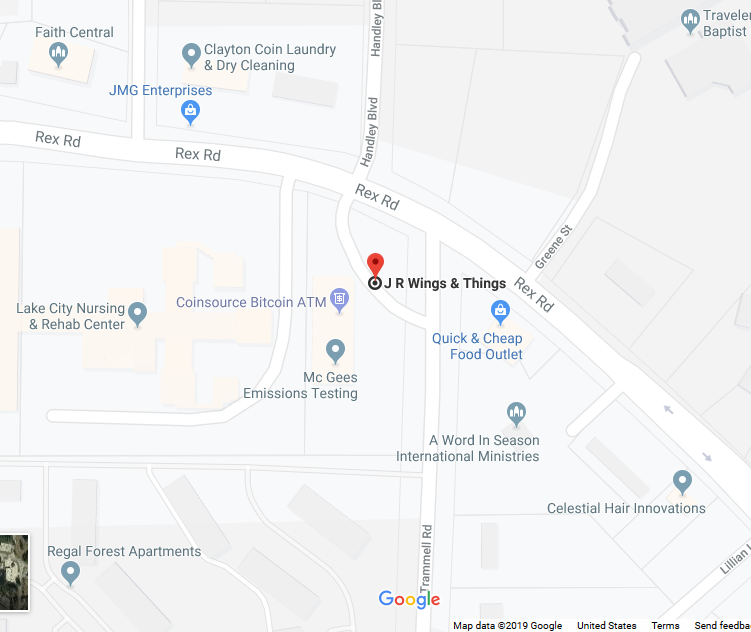 Handley Blvd
Traveler
Baptist
Faith Central
Clayton Coin Laundry
& Dry Cleaning
JMG Enterprises
Handley Blvd
Rex Rd
Rex Rd
Rex Rd
Greene St
J R Wings & Things
Rex Rd
Coinsource Bitcoin ATM
Lake City Nursing
& Rehab Center
Quick & Cheap
Food Outlet
Mc Gees
Emissions Testing
A Word In Season
International Ministries
Celestial Hair Innovations
Trammell Rd
Regal Forest Apartments
Lillian
Google
Map data ©2019 Google United States Terms Send feedba